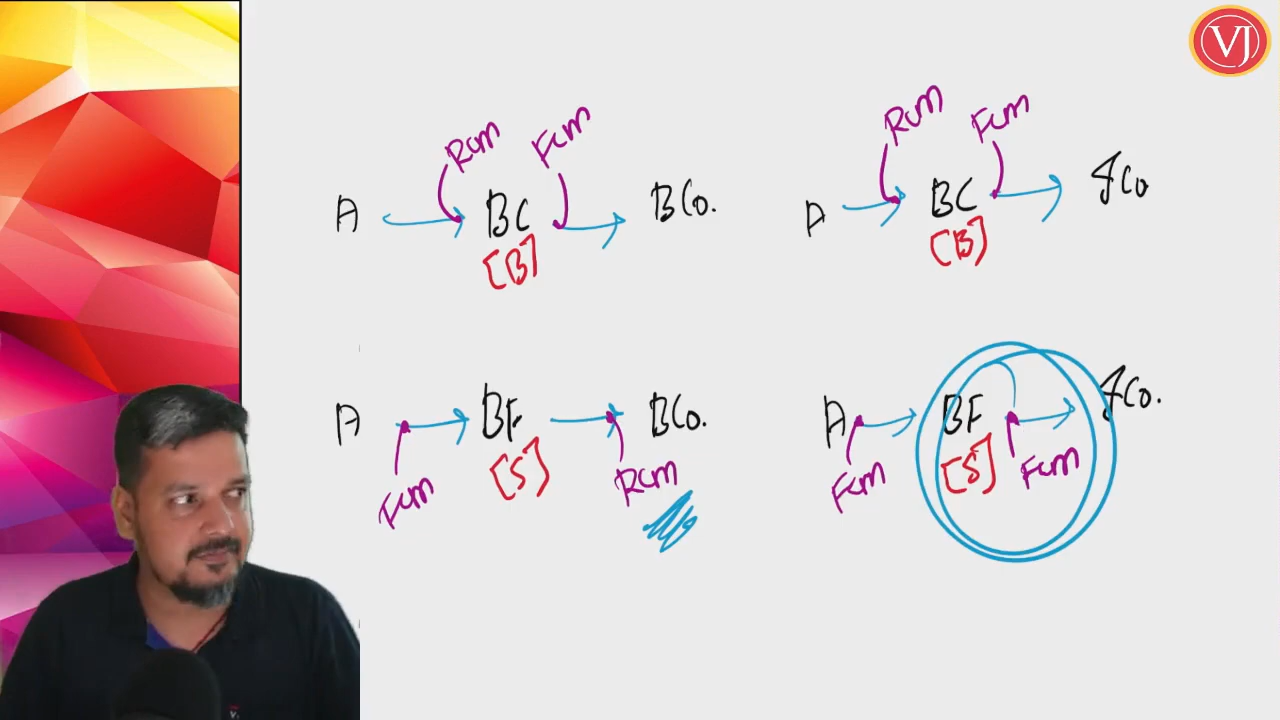 VJ
Rcm Fcm
A BC BCo.
[B]
Rcm Fcm
A BC fCo
[B]
A BF BCo.
Fcm [S] Rcm
A BF fCo.
Fcm [S] Fcm